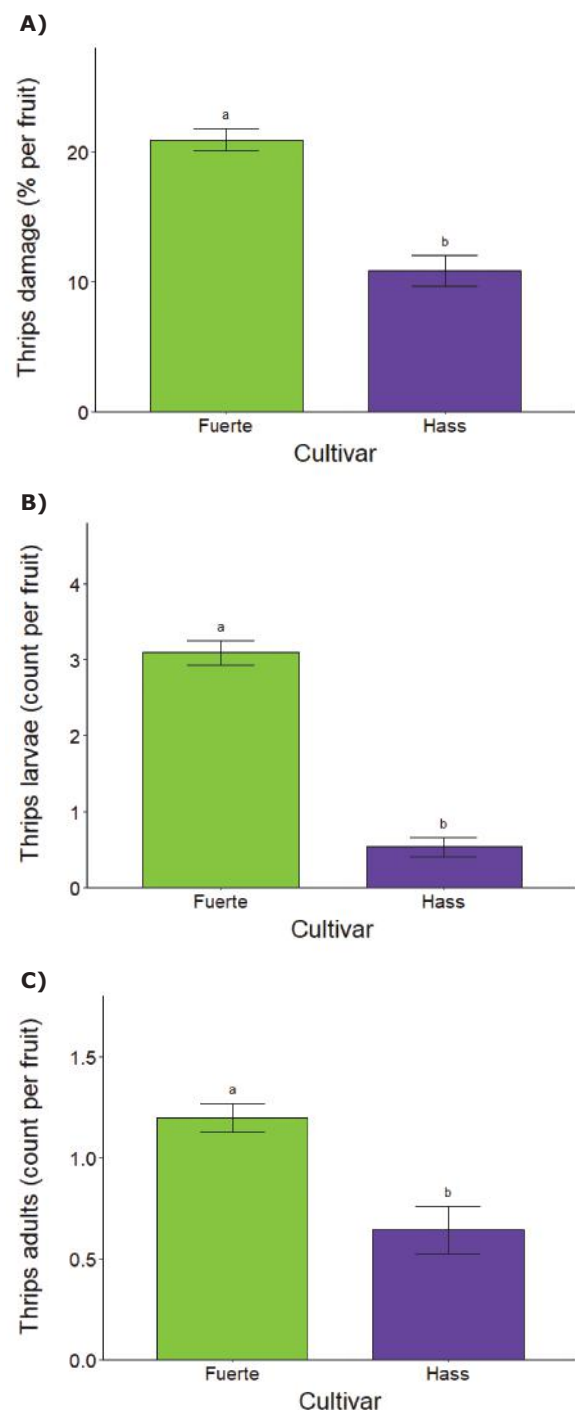 A)
Thrips damage (% per fruit)
20
10
0
a
b
Fuerte
Hass
Cultivar
B)
Thrips larvae (count per fruit)
4
3
2
1
0
a
b
Fuerte
Hass
Cultivar
C)
Thrips adults (count per fruit)
1.5
1.0
0.5
0.0
a
b
Fuerte
Hass
Cultivar